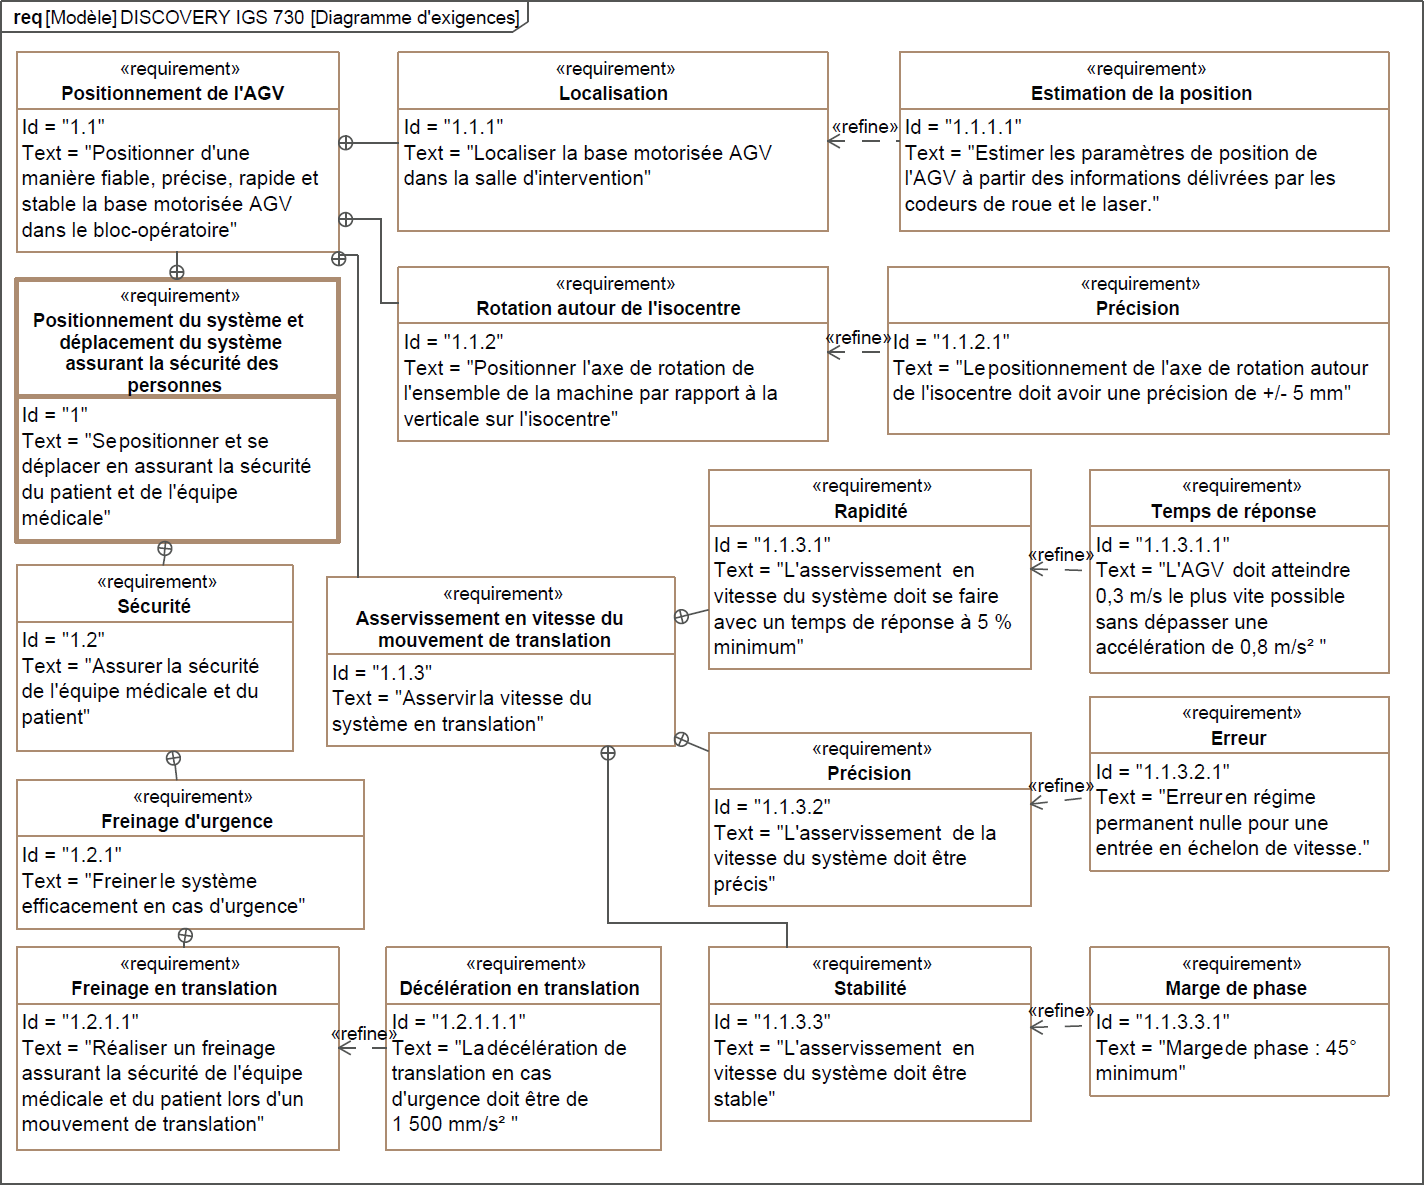 req [Modèle] DISCOVERY IGS 730 [Diagramme d'exigences]
«requirement»
Positionnement de l'AGV
Id = "1.1"
Text = "Positionner d'une
manière fiable, précise, rapide et
stable la base motorisée AGV
dans le bloc-opératoire"
«requirement»
Localisation
Id = "1.1.1"
Text = "Localiser la base motorisée AGV
dans la salle d'intervention"
«refine»
«requirement»
Estimation de la position
Id = "1.1.1.1"
Text = "Estimer les paramètres de position de
l'AGV à partir des informations délivrées par les
codeurs de roue et le laser."
«requirement»
Positionnement du système et
déplacement du système
assurant la sécurité des
personnes
Id = "1"
Text = "Se positionner et se
déplacer en assurant la sécurité
du patient et de l'équipe
médicale"
«requirement»
Rotation autour de l'isocentre
Id = "1.1.2"
Text = "Positionner l'axe de rotation de
l'ensemble de la machine par rapport à la
verticale sur l'isocentre"
«refine»
«requirement»
Précision
Id = "1.1.2.1"
Text = "Le positionnement de l'axe de rotation autour
de l'isocentre doit avoir une précision de +/- 5 mm"
«requirement»
Sécurité
Id = "1.2"
Text = "Assurer la sécurité
de l'équipe médicale et du
patient"
«requirement»
Asservissement en vitesse du
mouvement de translation
Id = "1.1.3"
Text = "Asservir la vitesse du
système en translation"
«requirement»
Rapidité
Id = "1.1.3.1"
Text = "L'asservissement en
vitesse du système doit se faire
avec un temps de réponse à 5 %
minimum"
«refine»
«requirement»
Temps de réponse
Id = "1.1.3.1.1"
Text = "L'AGV doit atteindre
0,3 m/s le plus vite possible
sans dépasser une
accélération de 0,8 m/s² "
«requirement»
Précision
Id = "1.1.3.2"
Text = "L'asservissement de la
vitesse du système doit être
précis"
«refine»
«requirement»
Erreur
Id = "1.1.3.2.1"
Text = "Erreur en régime
permanent nulle pour une
entrée en échelon de vitesse."
«requirement»
Freinage d'urgence
Id = "1.2.1"
Text = "Freiner le système
efficacement en cas d'urgence"
«requirement»
Freinage en translation
Id = "1.2.1.1"
Text = "Réaliser un freinage
assurant la sécurité de l'équipe
médicale et du patient lors d'un
mouvement de translation"
«refine»
«requirement»
Décélération en translation
Id = "1.2.1.1.1"
Text = "La décélération de
translation en cas
d'urgence doit être de
1 500 mm/s² "
«requirement»
Stabilité
Id = "1.1.3.3"
Text = "L'asservissement en
vitesse du système doit être
stable"
«refine»
«requirement»
Marge de phase
Id = "1.1.3.3.1"
Text = "Marge de phase : 45°
minimum"